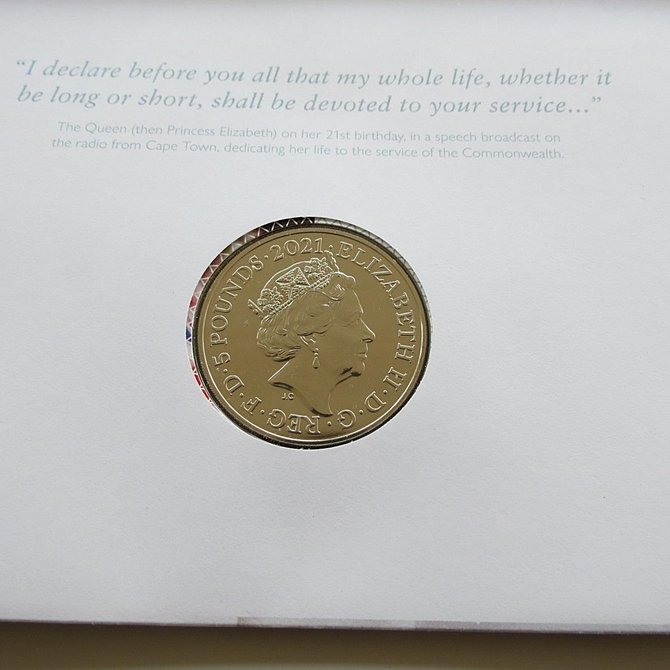 “I declare before you all that my whole life, whether it
be long or short, shall be devoted to your service...”
The Queen (then Princess Elizabeth) on her 21st birthday, in a speech broadcast on
the radio from Cape Town, dedicating her life to the service of the Commonwealth.
ELIZABETH II · D · G · REG · F · D · 5 POUNDS · 2021 ·
J.C